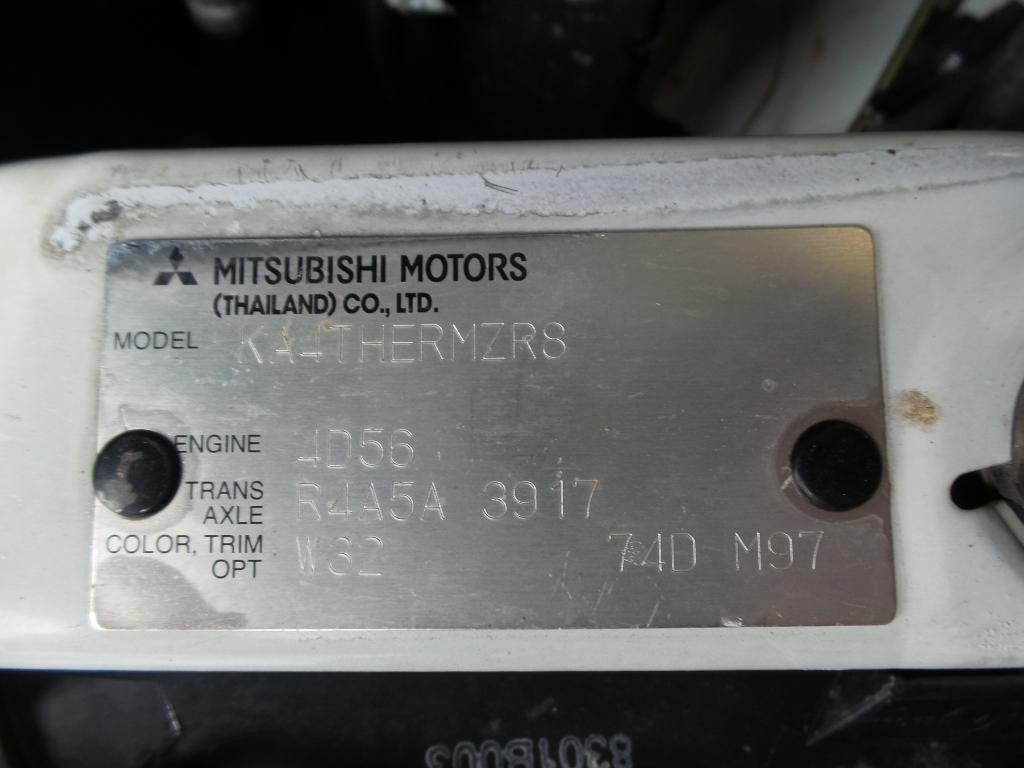 MITSUBISHI MOTORS
(THAILAND) CO., LTD.
MODEL KA4THERMZR8
ENGINE 4D56
TRANS AXLE R4A5A 3917
COLOR, TRIM OPT W32 74D M97
8301B003